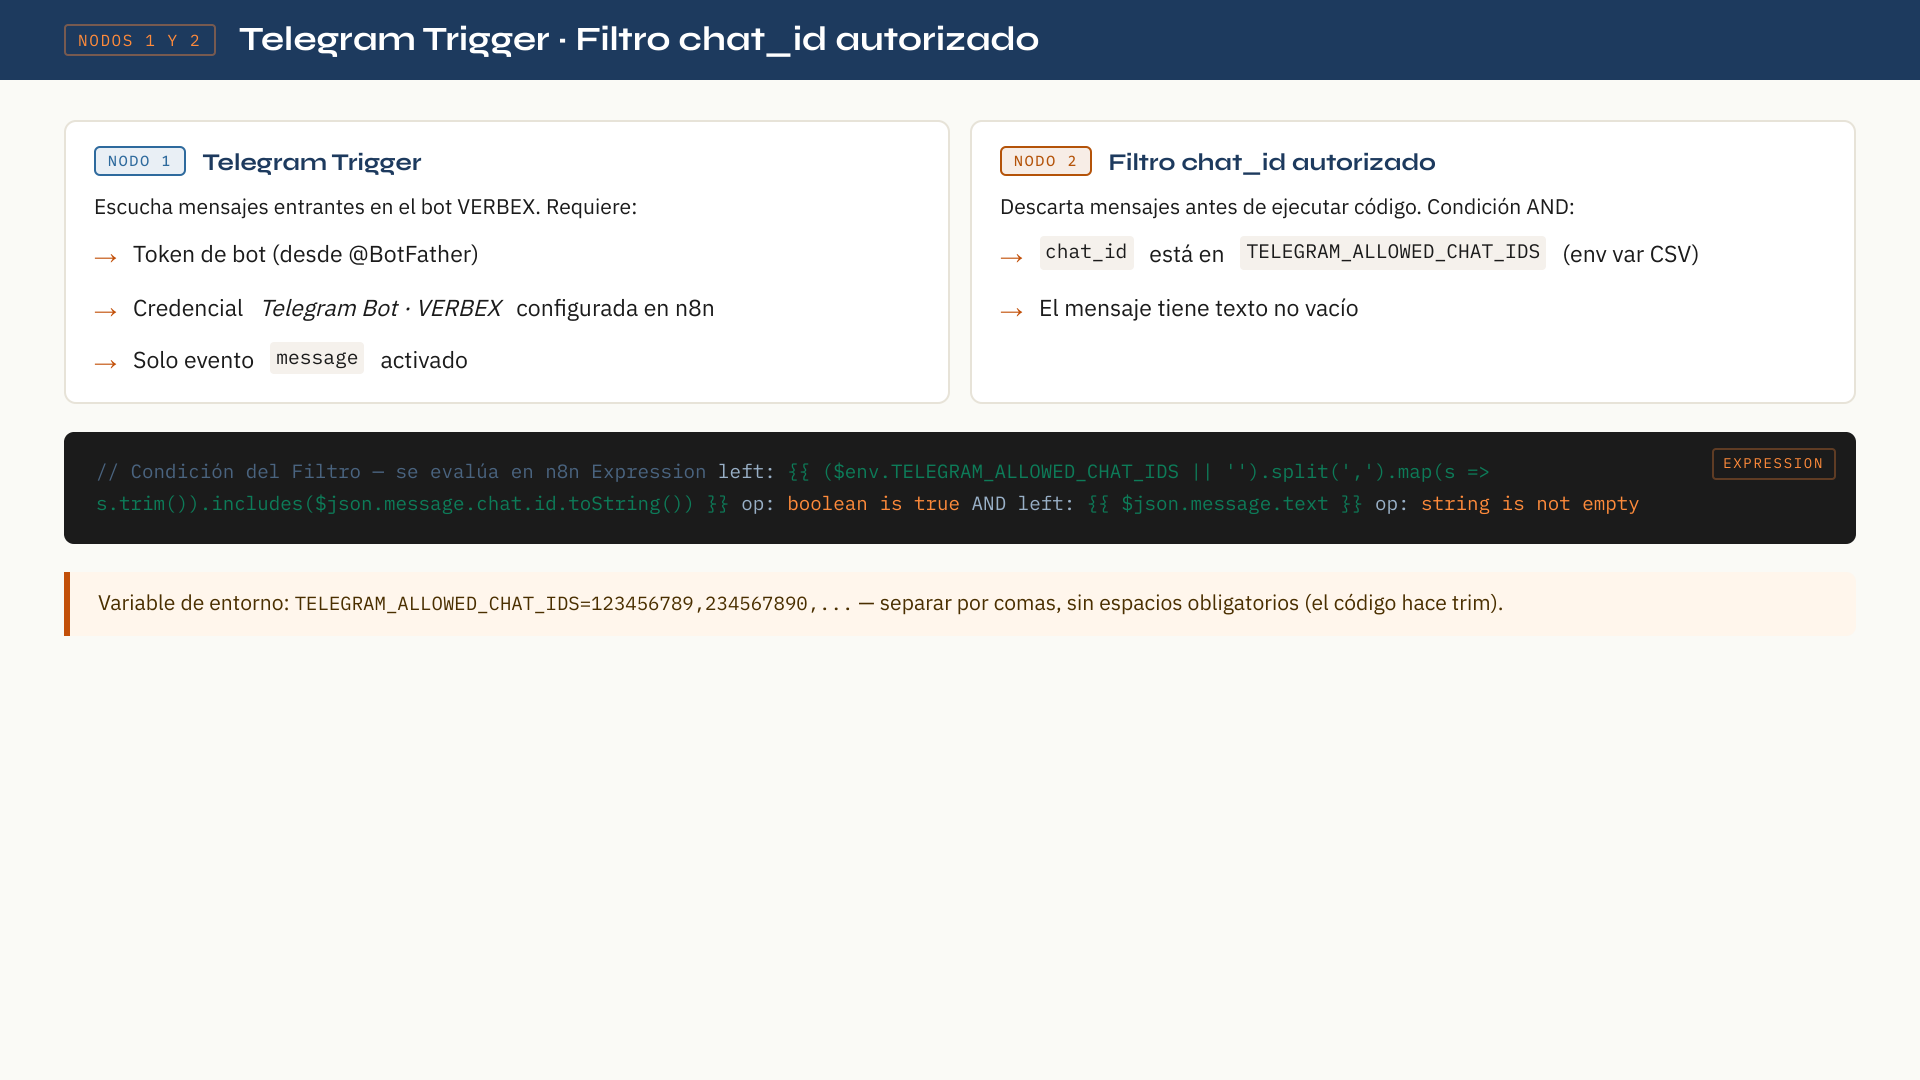 NODOS 1 Y 2
Telegram Trigger · Filtro chat_id autorizado
NODO 1
Telegram Trigger
Escucha mensajes entrantes en el bot VERBEX. Requiere:
→ Token de bot (desde @BotFather)
→ Credencial Telegram Bot · VERBEX configurada en n8n
→ Solo evento message activado
NODO 2
Filtro chat_id autorizado
Descarta mensajes antes de ejecutar código. Condición AND:
→ chat_id está en TELEGRAM_ALLOWED_CHAT_IDS (env var CSV)
→ El mensaje tiene texto no vacío
EXPRESSION
// Condición del Filtro — se evalúa en n8n Expression left: {{ ($env.TELEGRAM_ALLOWED_CHAT_IDS || '').split(',').map(s =>
s.trim()).includes($json.message.chat.id.toString()) }} op: boolean is true AND left: {{ $json.message.text }} op: string is not empty
Variable de entorno: TELEGRAM_ALLOWED_CHAT_IDS=123456789,234567890,... — separar por comas, sin espacios obligatorios (el código hace trim).